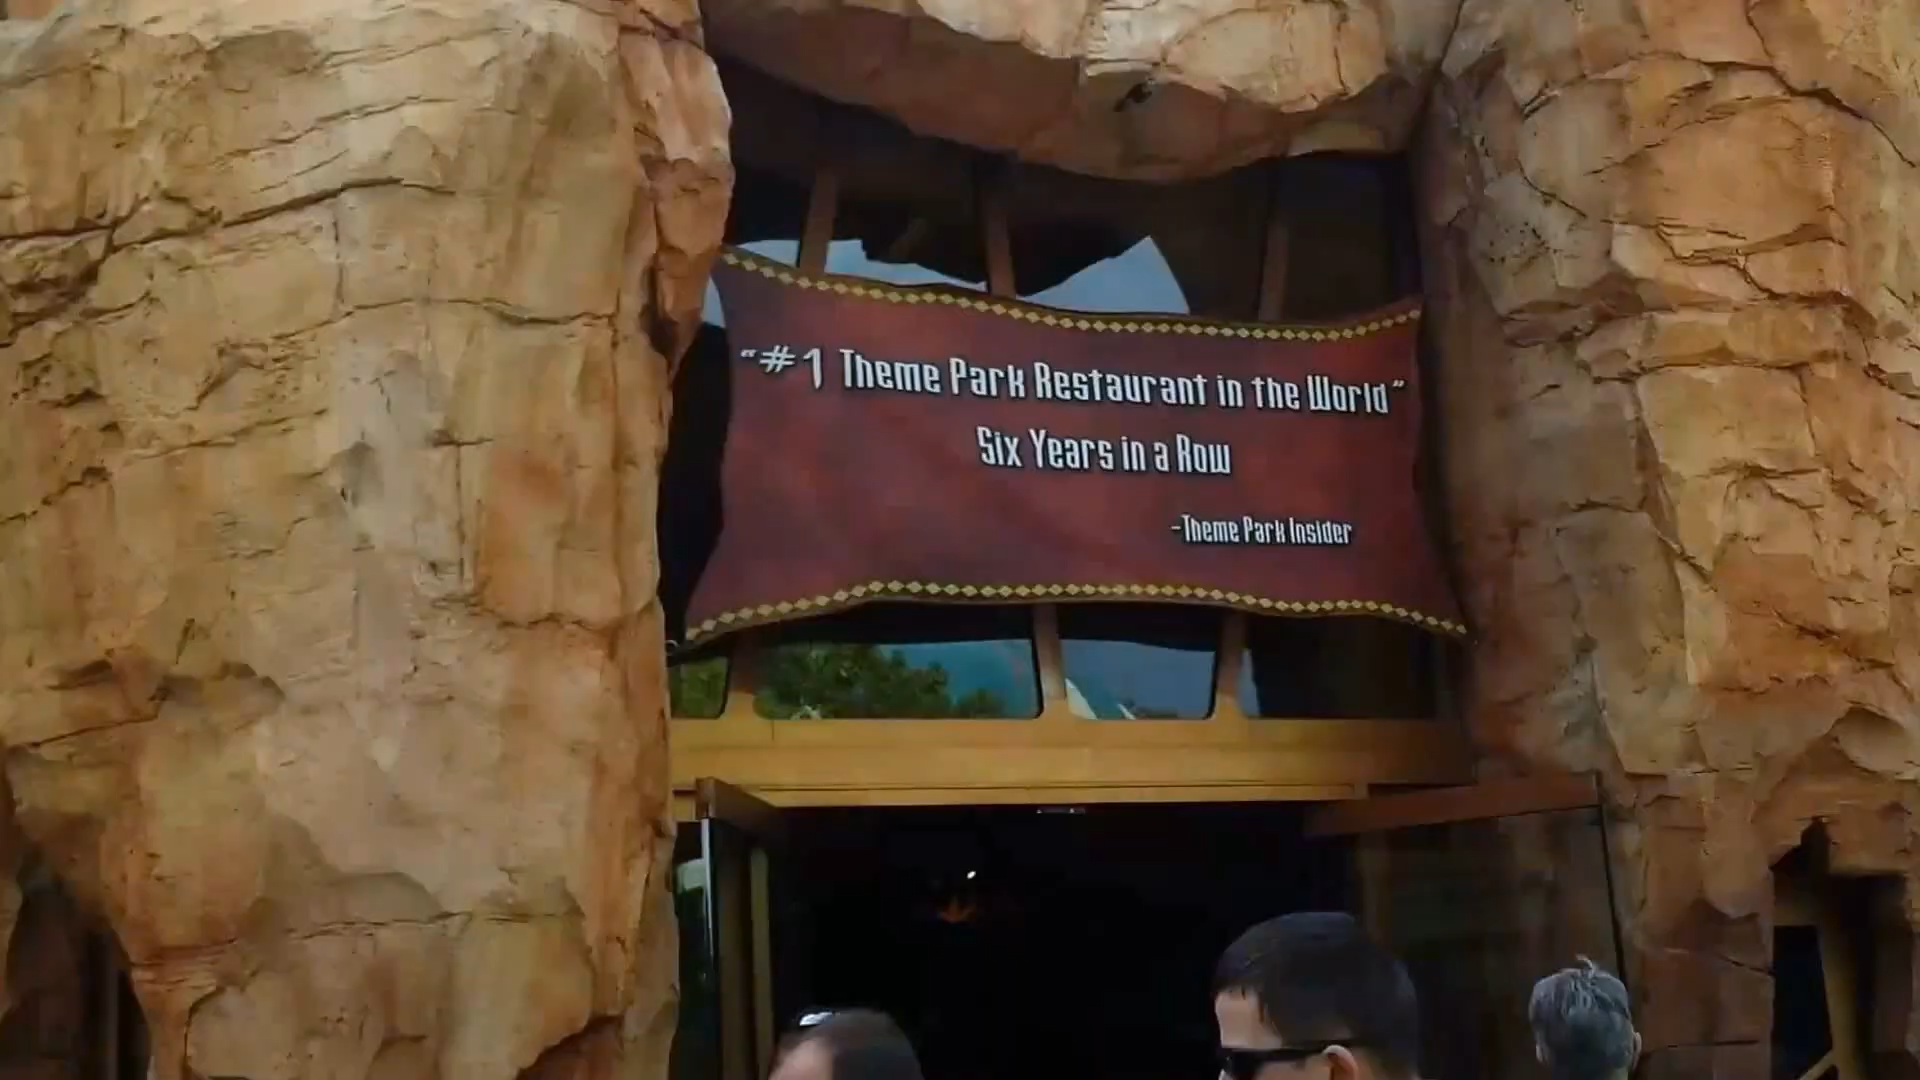 “#1 Theme Park Restaurant in the World”
Six Years in a Row
-Theme Park Insider